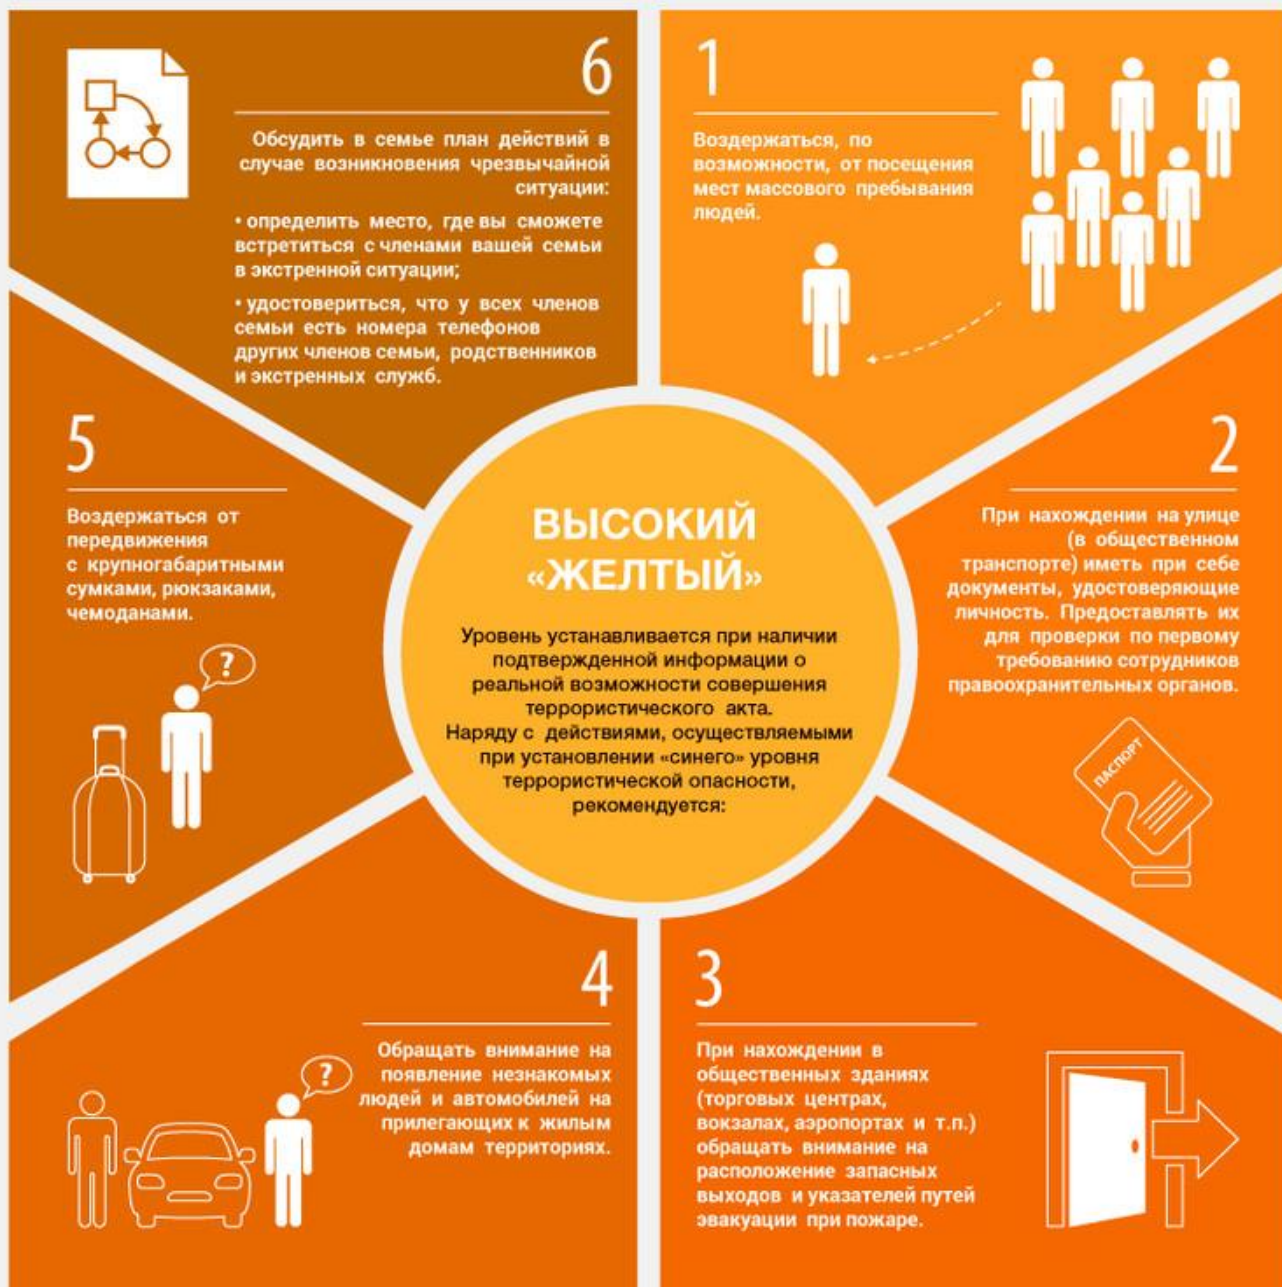 ВЫСОКИЙ
«ЖЕЛТЫЙ»
Уровень устанавливается при наличии
подтвержденной информации о
реальной возможности совершения
террористического акта.
Наряду с действиями, осуществляемыми
при установлении «синего» уровня
террористической опасности,
рекомендуется:
1
Воздержаться, по
возможности, от посещения
мест массового пребывания
людей.
2
При нахождении на улице
(в общественном
транспорте) иметь при себе
документы, удостоверяющие
личность. Предоставлять их
для проверки по первому
требованию сотрудников
правоохранительных органов.
ПАСПОРТ
3
При нахождении в
общественных зданиях
(торговых центрах,
вокзалах, аэропортах и т.п.)
обращать внимание на
расположение запасных
выходов и указателей путей
эвакуации при пожаре.
4
Обращать внимание на
появление незнакомых
людей и автомобилей на
прилегающих к жилым
домам территориях.
?
5
Воздержаться от
передвижения
с крупногабаритными
сумками, рюкзаками,
чемоданами.
?
6
Обсудить в семье план действий в
случае возникновения чрезвычайной
ситуации:
• определить место, где вы сможете
встретиться с членами вашей семьи
в экстренной ситуации;
• удостовериться, что у всех членов
семьи есть номера телефонов
других членов семьи, родственников
и экстренных служб.